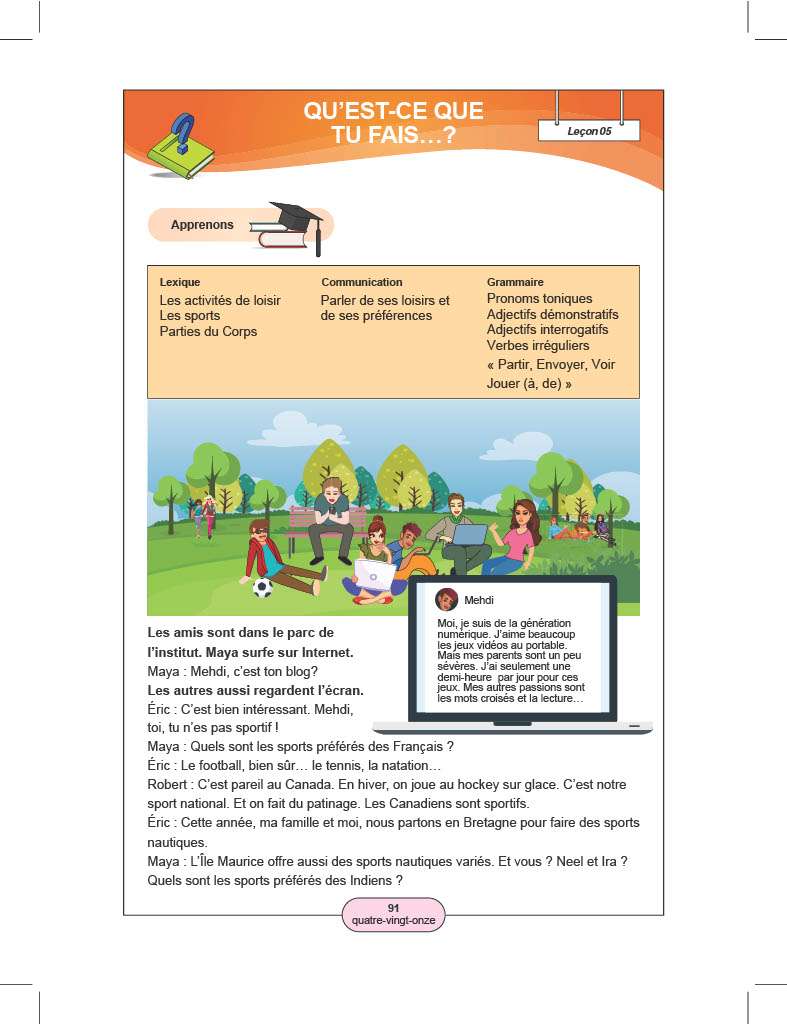 QU’EST-CE QUE
TU FAIS…?
Leçon 05
Apprenons
Lexique
Les activités de loisir
Les sports
Parties du Corps
Communication
Parler de ses loisirs et
de ses préférences
Grammaire
Pronoms toniques
Adjectifs démonstratifs
Adjectifs interrogatifs
Verbes irréguliers
« Partir, Envoyer, Voir
Jouer (à, de) »
Mehdi
Moi, je suis de la génération
numérique. J’aime beaucoup
les jeux vidéos au portable.
Mais mes parents sont un peu
sévères. J’ai seulement une
demi-heure par jour pour ces
jeux. Mes autres passions sont
les mots croisés et la lecture…
Les amis sont dans le parc de
l’institut. Maya surfe sur Internet.
Maya : Mehdi, c’est ton blog?
Les autres aussi regardent l’écran.
Éric : C’est bien intéressant. Mehdi,
toi, tu n’es pas sportif !
Maya : Quels sont les sports préférés des Français ?
Éric : Le football, bien sûr… le tennis, la natation…
Robert : C’est pareil au Canada. En hiver, on joue au hockey sur glace. C’est notre
sport national. Et on fait du patinage. Les Canadiens sont sportifs.
Éric : Cette année, ma famille et moi, nous partons en Bretagne pour faire des sports
nautiques.
Maya : L’Île Maurice offre aussi des sports nautiques variés. Et vous ? Neel et Ira ?
Quels sont les sports préférés des Indiens ?
91
quatre-vingt-onze